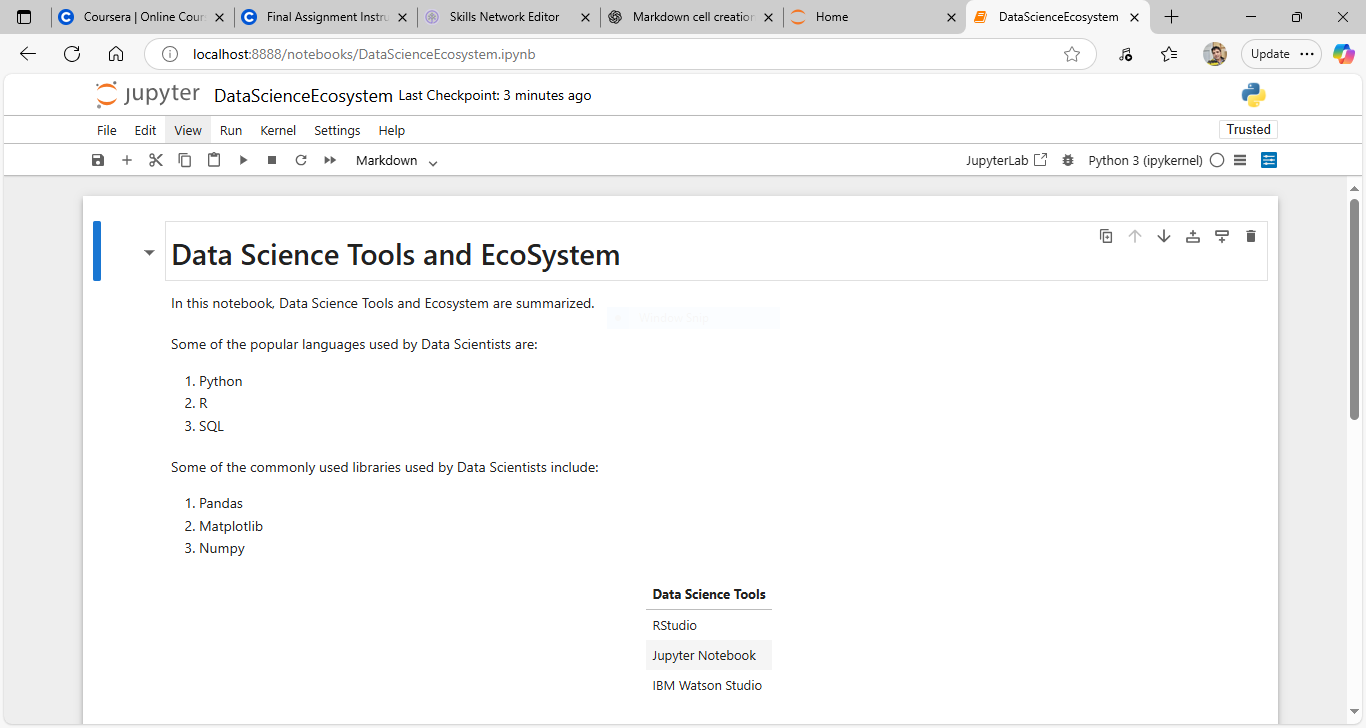 Coursera | Online Cour
Final Assignment Instru
Skills Network Editor
Markdown cell creation
Home
DataScienceEcosystem
localhost:8888/notebooks/DataScienceEcosystem.ipynb
Update
jupyter
DataScienceEcosystem
Last Checkpoint: 3 minutes ago
File
Edit
View
Run
Kernel
Settings
Help
Trusted
Markdown
JupyterLab
Python 3 (ipykernel)
Data Science Tools and EcoSystem
In this notebook, Data Science Tools and Ecosystem are summarized.
Some of the popular languages used by Data Scientists are:
1. Python
2. R
3. SQL
Some of the commonly used libraries used by Data Scientists include:
1. Pandas
2. Matplotlib
3. Numpy
Data Science Tools
RStudio
Jupyter Notebook
IBM Watson Studio